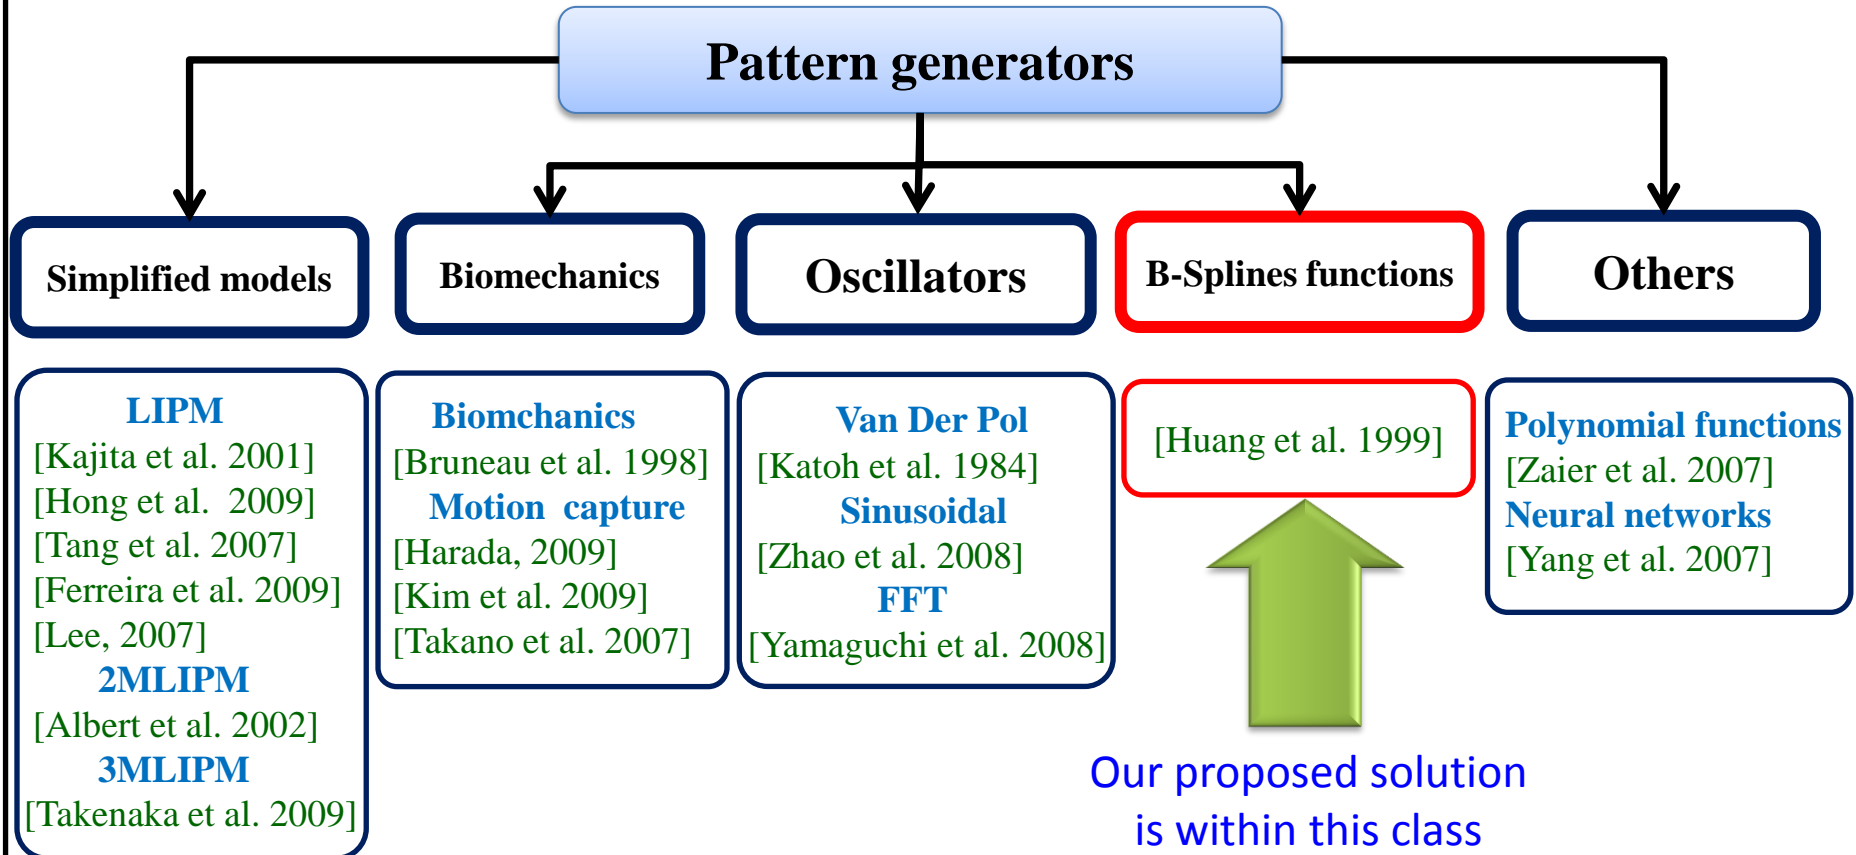 Pattern generators
Simplified models
Biomechanics
Oscillators
B-Splines functions
Others
LIPM
[Kajita et al. 2001]
[Hong et al. 2009]
[Tang et al. 2007]
[Ferreira et al. 2009]
[Lee, 2007]
2MLIPM
[Albert et al. 2002]
3MLIPM
[Takenaka et al. 2009]
Biomchanics
[Bruneau et al. 1998]
Motion capture
[Harada, 2009]
[Kim et al. 2009]
[Takano et al. 2007]
Van Der Pol
[Katoh et al. 1984]
Sinusoidal
[Zhao et al. 2008]
FFT
[Yamaguchi et al. 2008]
[Huang et al. 1999]
Polynomial functions
[Zaier et al. 2007]
Neural networks
[Yang et al. 2007]
Our proposed solution
is within this class